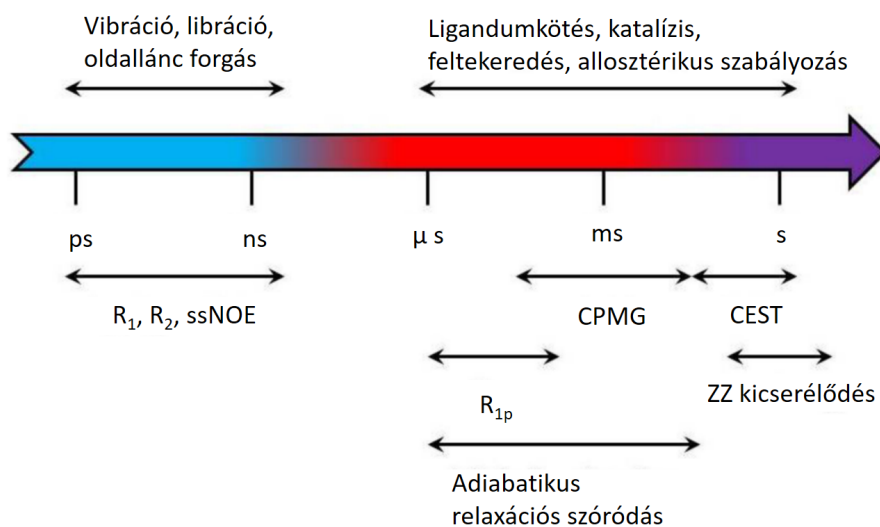 Vibráció, libráció,
oldallánc forgás
Ligandumkötés, katalízis,
feltekeredés, allosztérikus szabályozás
ps
ns
μ s
ms
s
R₁, R₂, ssNOE
CPMG
CEST
R₁ₚ
ZZ kicserélődés
Adiabatikus
relaxációs szóródás